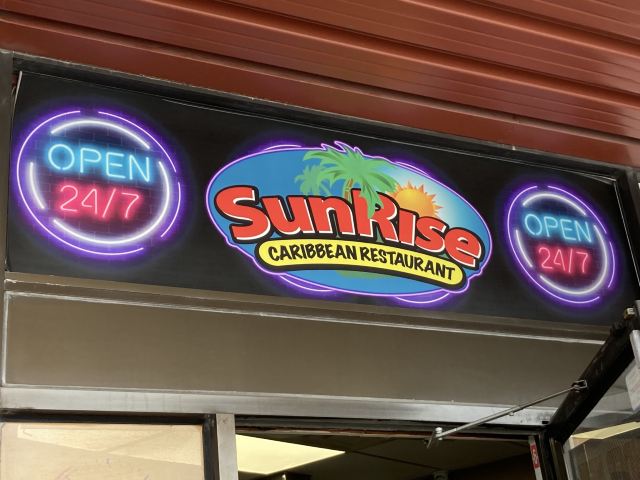 OPEN
24/7
SunRise
CARIBBEAN RESTAURANT
OPEN
24/7